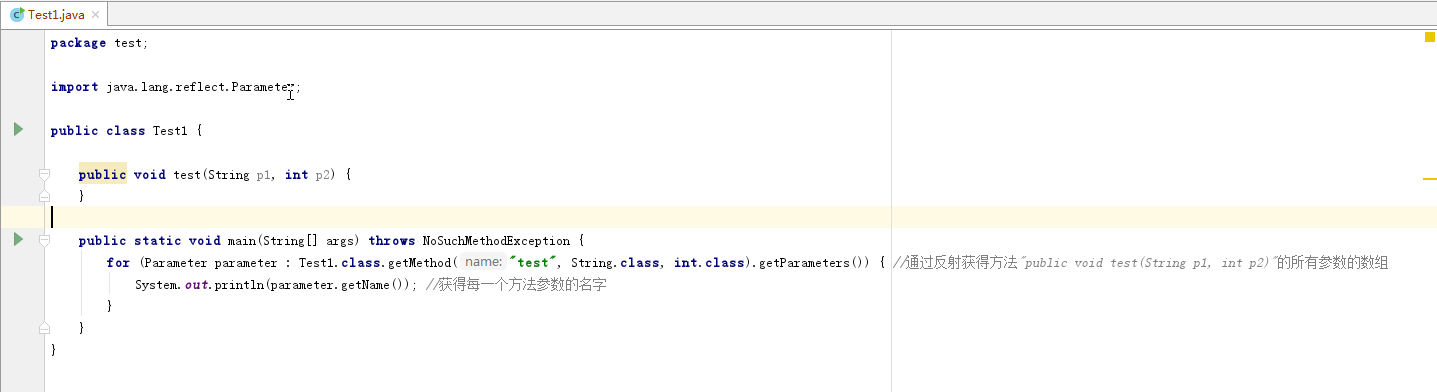 Test1.java
package test;
import java.lang.reflect.Parameter;
public class Test1 {
public void test(String p1, int p2) {
}
public static void main(String[] args) throws NoSuchMethodException {
for (Parameter parameter : Test1.class.getMethod( name: "test", String.class, int.class).getParameters()) { //通过反射获得方法"public void test(String p1, int p2)"的所有参数的数组
System.out.println(parameter.getName()); //获得每一个方法参数的名字
}
}
}